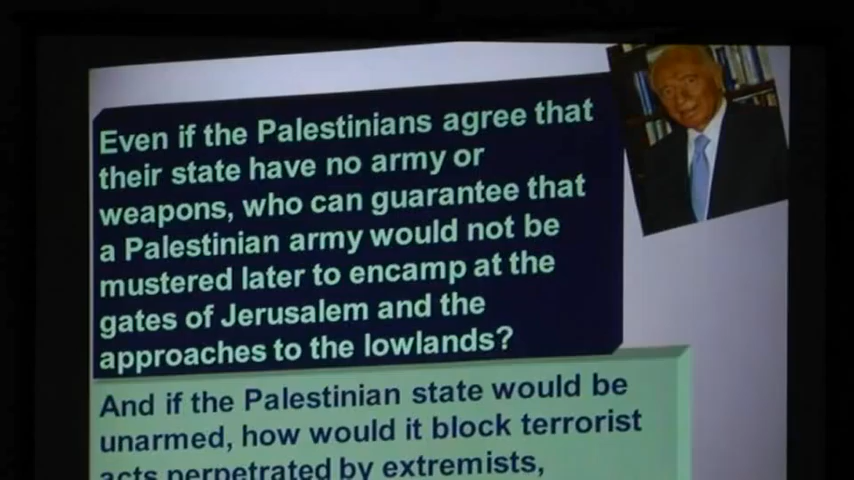 Even if the Palestinians agree that
their state have no army or
weapons, who can guarantee that
a Palestinian army would not be
mustered later to encamp at the
gates of Jerusalem and the
approaches to the lowlands?
And if the Palestinian state would be
unarmed, how would it block terrorist
acts perpetrated by extremists,